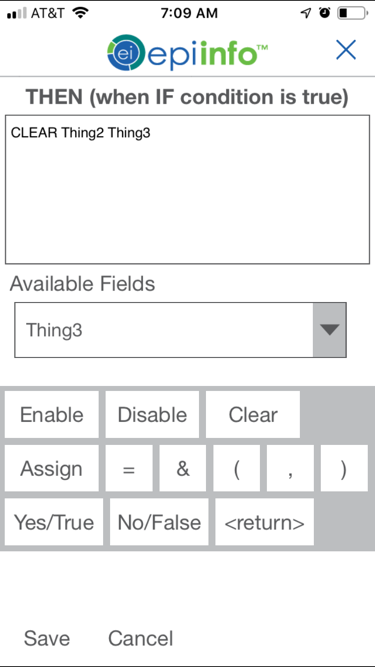 AT&T 7:09 AM
ei epiinfo™
THEN (when IF condition is true)
CLEAR Thing2 Thing3
Available Fields
Thing3
Enable Disable Clear
Assign = & ( , )
Yes/True No/False <return>
Save Cancel